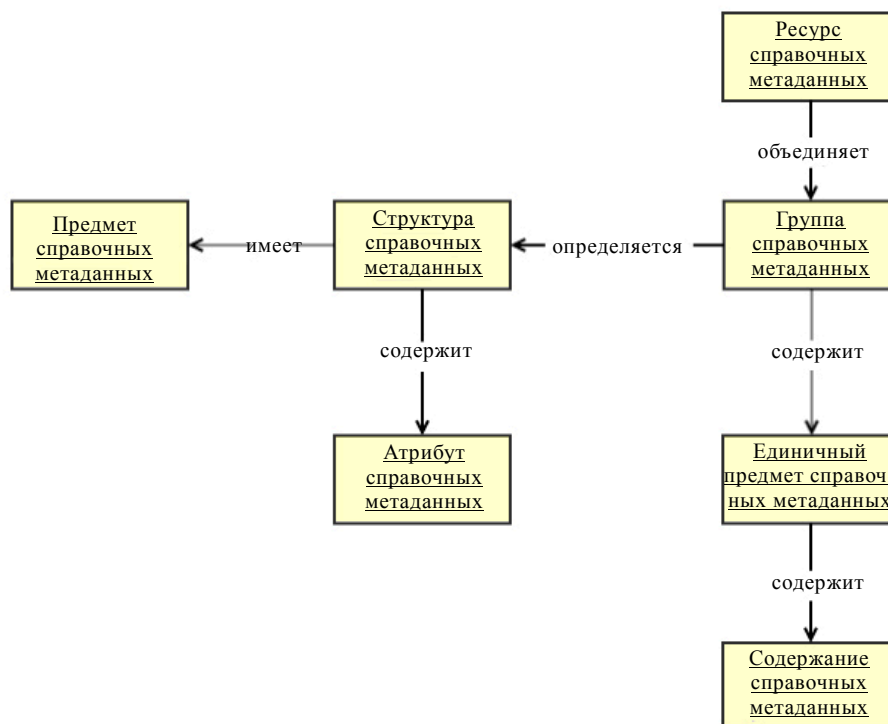 Ресурс
справочных
метаданных
объединяет
Предмет
справочных
метаданных
имеет
Структура
справочных
метаданных
определяется
Группа
справочных
метаданных
содержит
содержит
Атрибут
справочных
метаданных
Единичный
предмет справоч-
ных метаданных
содержит
Содержание
справочных
метаданных